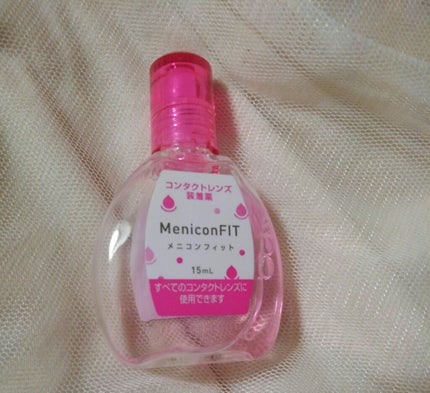 コンタクトレンズ
装着薬
MeniconFIT
メニコンフィット
15mL
すべてのコンタクトレンズに
使用できます